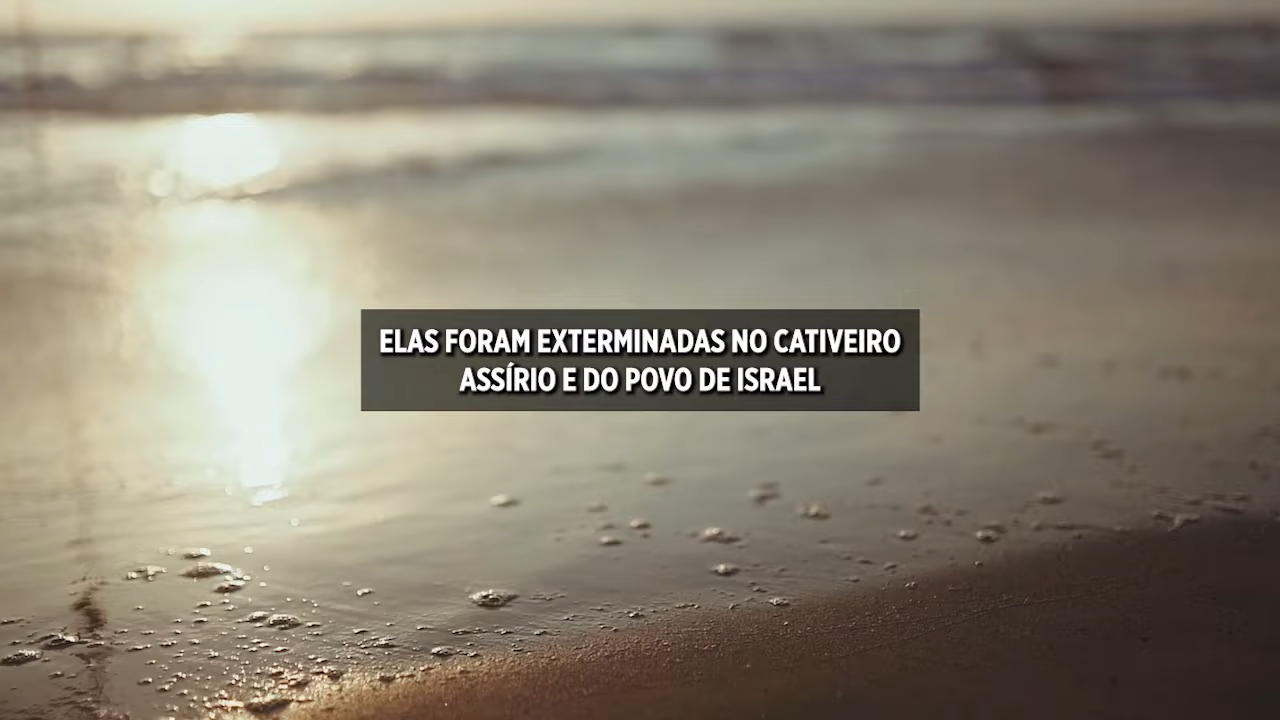 ELAS FORAM EXTERMINADAS NO CATIVEIRO
ASSÍRIO E DO POVO DE ISRAEL